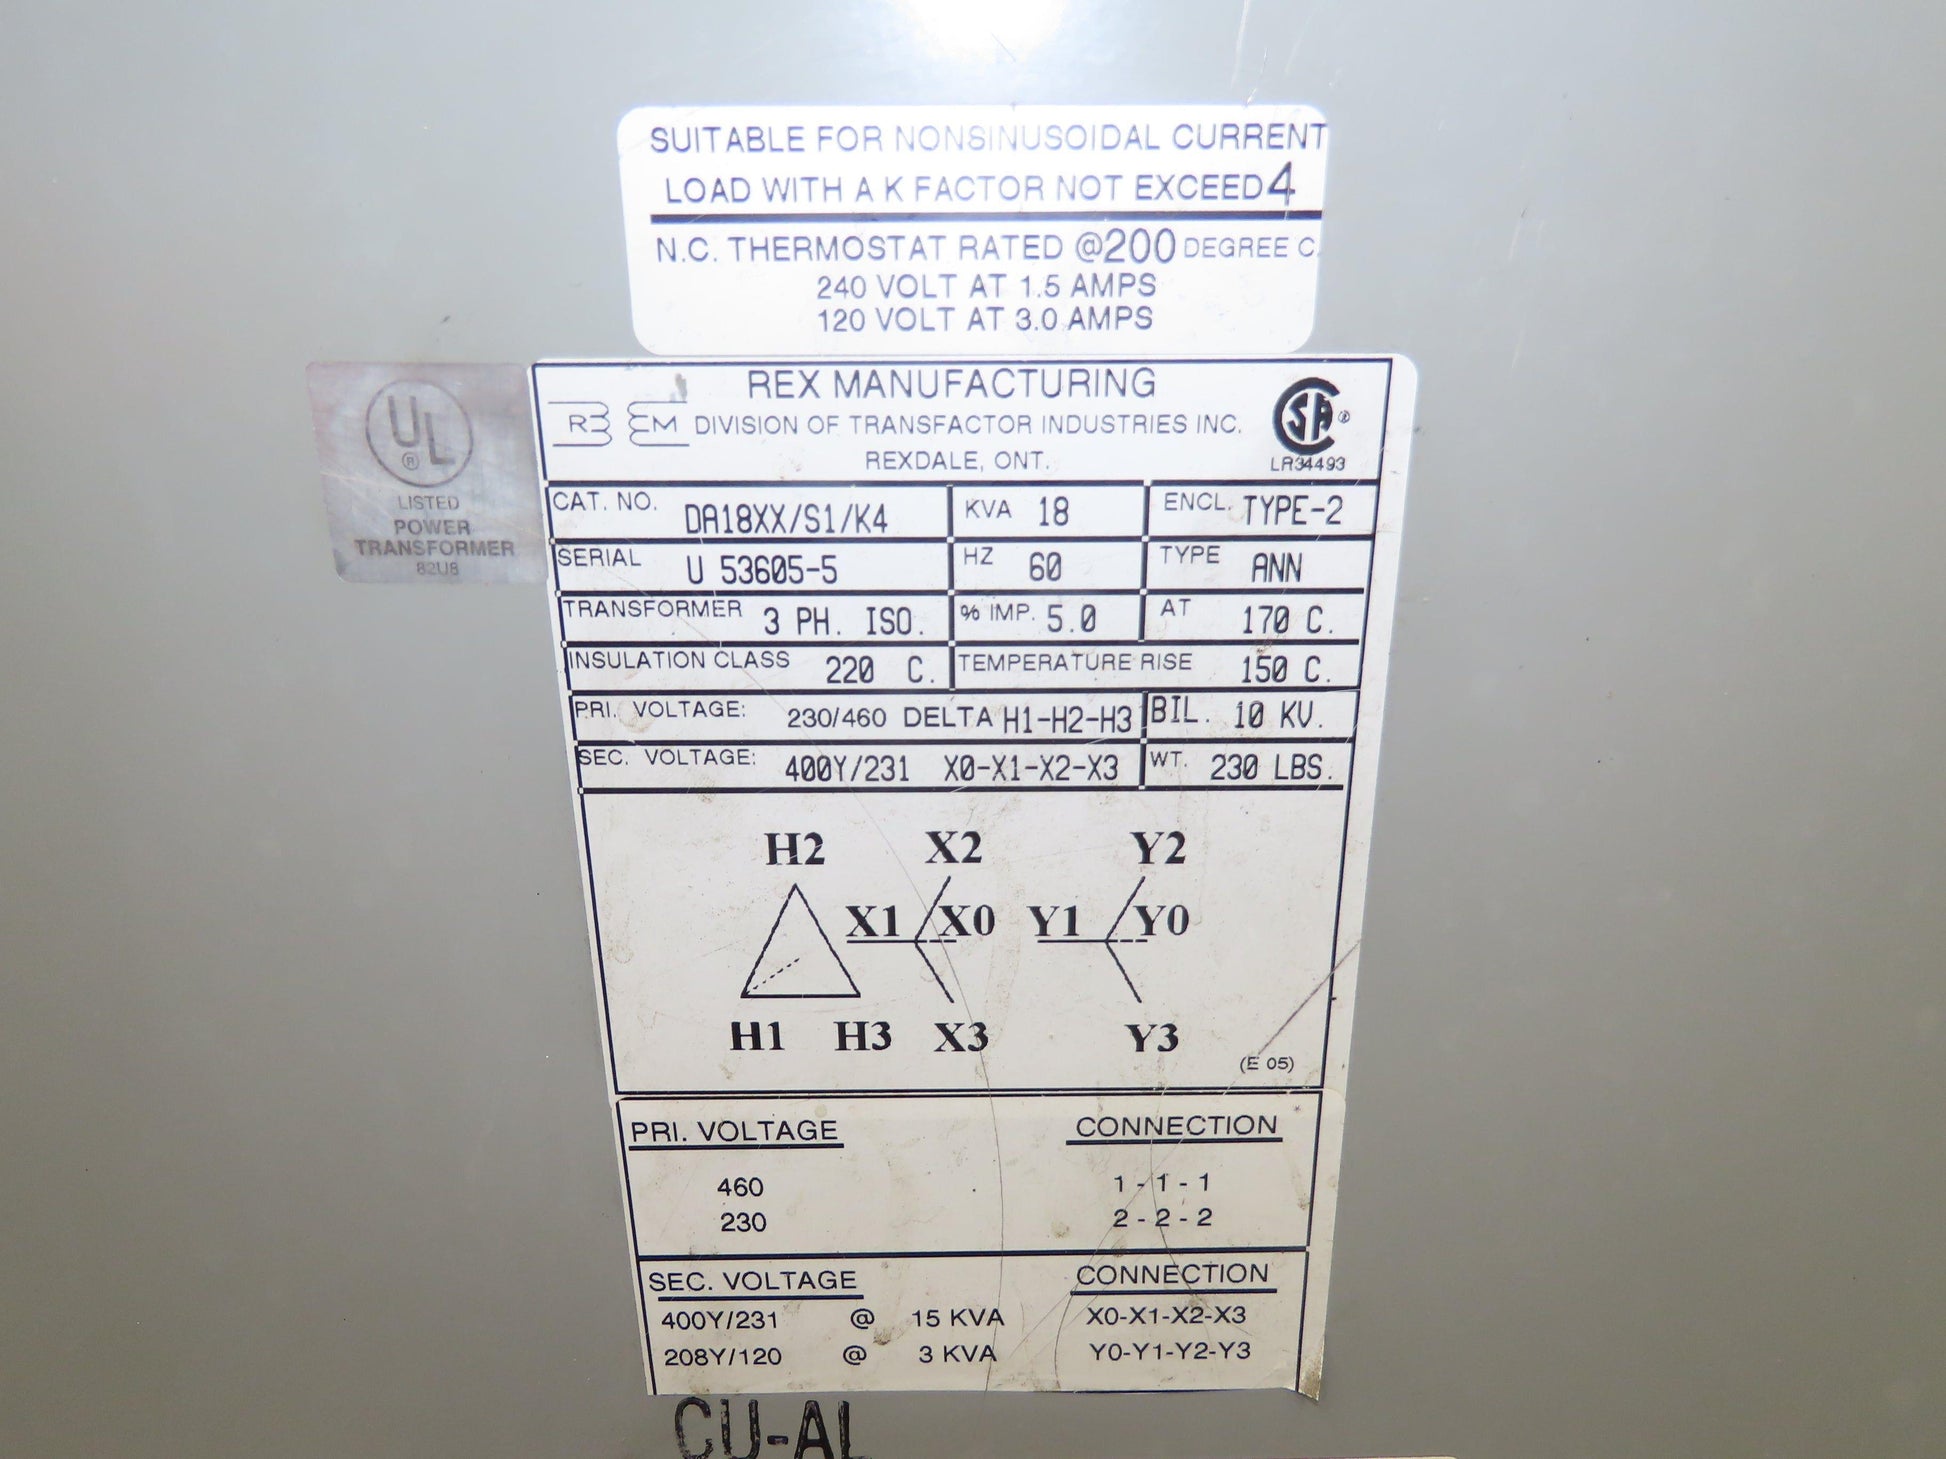 SUITABLE FOR NONSINUSOIDAL CURRENT
LOAD WITH A K FACTOR NOT EXCEED 4
N.C. THERMOSTAT RATED @200 DEGREE C.
240 VOLT AT 1.5 AMPS
120 VOLT AT 3.0 AMPS
UL ®
LISTED
POWER
TRANSFORMER
82U8
REX MANUFACTURING
REM DIVISION OF TRANSFACTOR INDUSTRIES INC.
REXDALE, ONT.
SA ®
LR34493
CAT. NO. DA18XX/S1/K4 KVA 18 ENCL. TYPE-2
SERIAL U 53605-5 HZ 60 TYPE ANN
TRANSFORMER 3 PH. ISO. % IMP. 5.0 AT 170 C.
INSULATION CLASS 220 C. TEMPERATURE RISE 150 C.
PRI. VOLTAGE: 230/460 DELTA H1-H2-H3 BIL. 10 KV.
SEC. VOLTAGE: 400Y/231 X0-X1-X2-X3 WT. 230 LBS.
H2 X2 Y2
X1 X0 Y1 Y0
H1 H3 X3 Y3
(E 05)
PRI. VOLTAGE CONNECTION
460 1 - 1 - 1
230 2 - 2 - 2
SEC. VOLTAGE CONNECTION
400Y/231 @ 15 KVA X0-X1-X2-X3
208Y/120 @ 3 KVA Y0-Y1-Y2-Y3
CU-AL